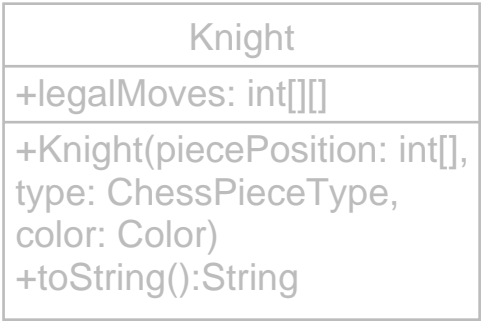 Knight
+legalMoves: int[][]
+Knight(piecePosition: int[],
type: ChessPieceType,
color: Color)
+toString():String